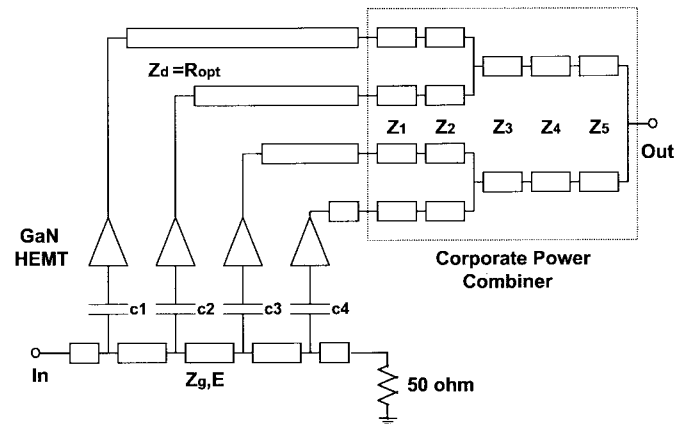 Zd =Ropt
Z1 Z2 Z3 Z4 Z5
Out
GaN
HEMT
Corporate Power
Combiner
c1 c2 c3 c4
In
Zg,E
50 ohm